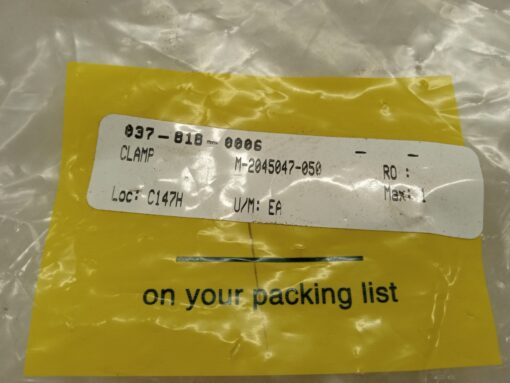 037-818-0006 - -
CLAMP M-2045047-050 RO :
Loc: C147H U/M: EA Max: 1
on your packing list